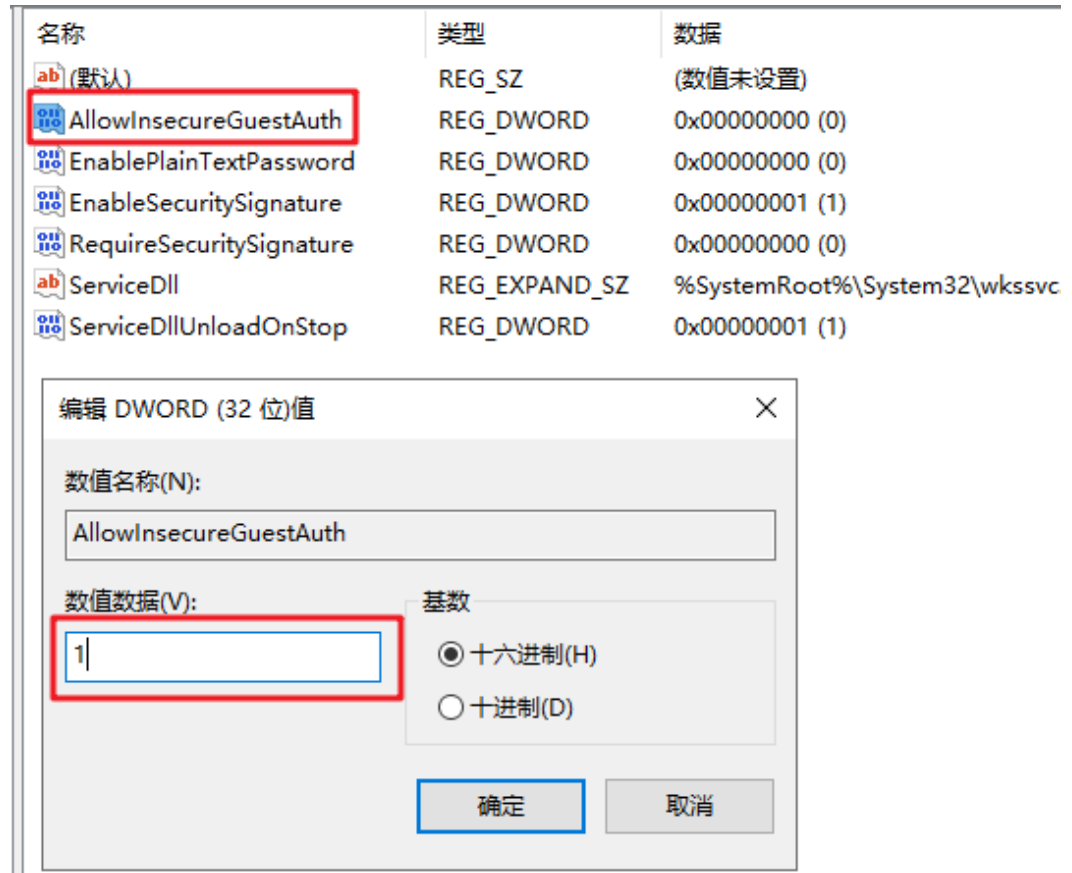 名称 类型 数据
(默认) REG_SZ (数值未设置)
AllowInsecureGuestAuth REG_DWORD 0x00000000 (0)
EnablePlainTextPassword REG_DWORD 0x00000000 (0)
EnableSecuritySignature REG_DWORD 0x00000001 (1)
RequireSecuritySignature REG_DWORD 0x00000000 (0)
ServiceDll REG_EXPAND_SZ %SystemRoot%\System32\wkssvc.
ServiceDllUnloadOnStop REG_DWORD 0x00000001 (1)
编辑 DWORD (32 位)值
数值名称(N):
AllowInsecureGuestAuth
数值数据(V): 基数
1 十六进制(H)
十进制(D)
确定 取消